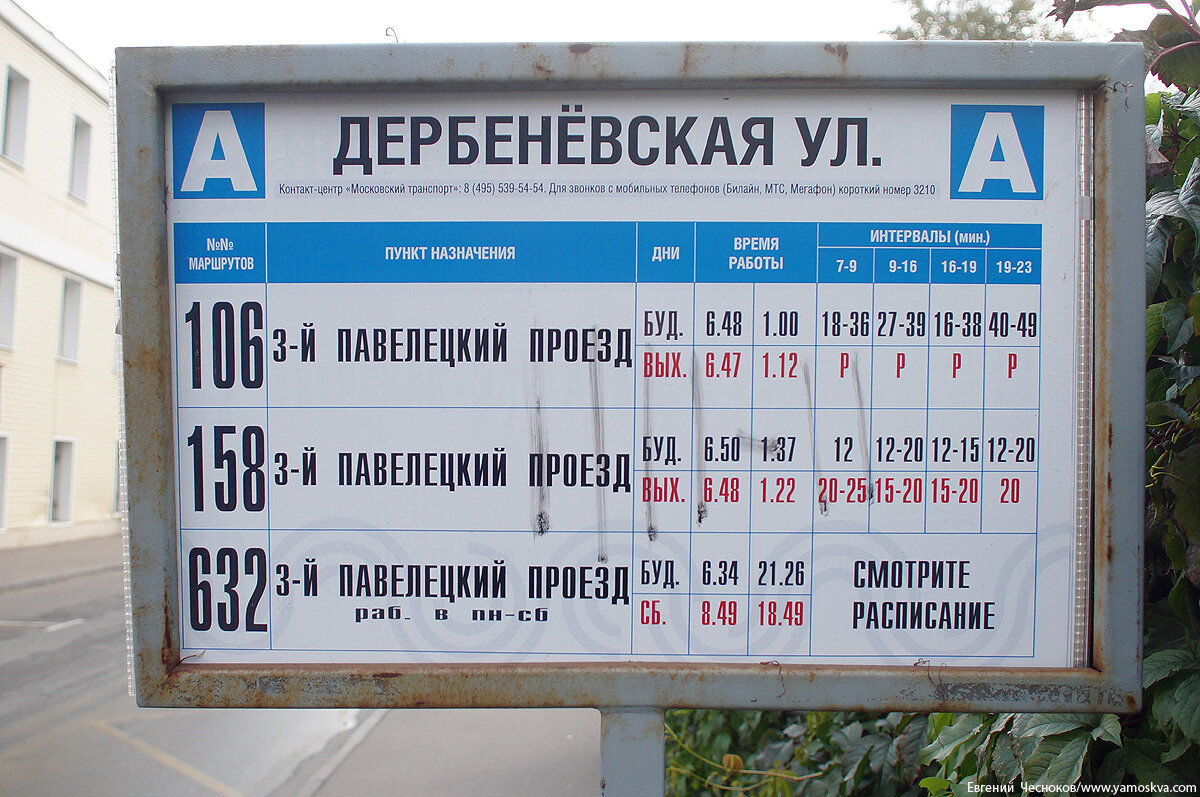 А ДЕРБЕНЁВСКАЯ УЛ. А
Контакт-центр «Московский транспорт»: 8 (495) 539-54-54. Для звонков с мобильных телефонов (Билайн, МТС, Мегафон) короткий номер 3210
№№ МАРШРУТОВ ПУНКТ НАЗНАЧЕНИЯ ДНИ ВРЕМЯ РАБОТЫ ИНТЕРВАЛЫ (мин.)
7-9 9-16 16-19 19-23
106 3-Й ПАВЕЛЕЦКИЙ ПРОЕЗД БУД. 6.48 1.00 18-36 27-39 16-38 40-49
ВЫХ. 6.47 1.12 Р Р Р Р
158 3-Й ПАВЕЛЕЦКИЙ ПРОЕЗД БУД. 6.50 1.37 12 12-20 12-15 12-20
ВЫХ. 6.48 1.22 20-25 15-20 15-20 20
632 3-Й ПАВЕЛЕЦКИЙ ПРОЕЗД БУД. 6.34 21.26 СМОТРИТЕ
раб. в пн-сб СБ. 8.49 18.49 РАСПИСАНИЕ
Евгений Чесноков/www.yamoskva.com